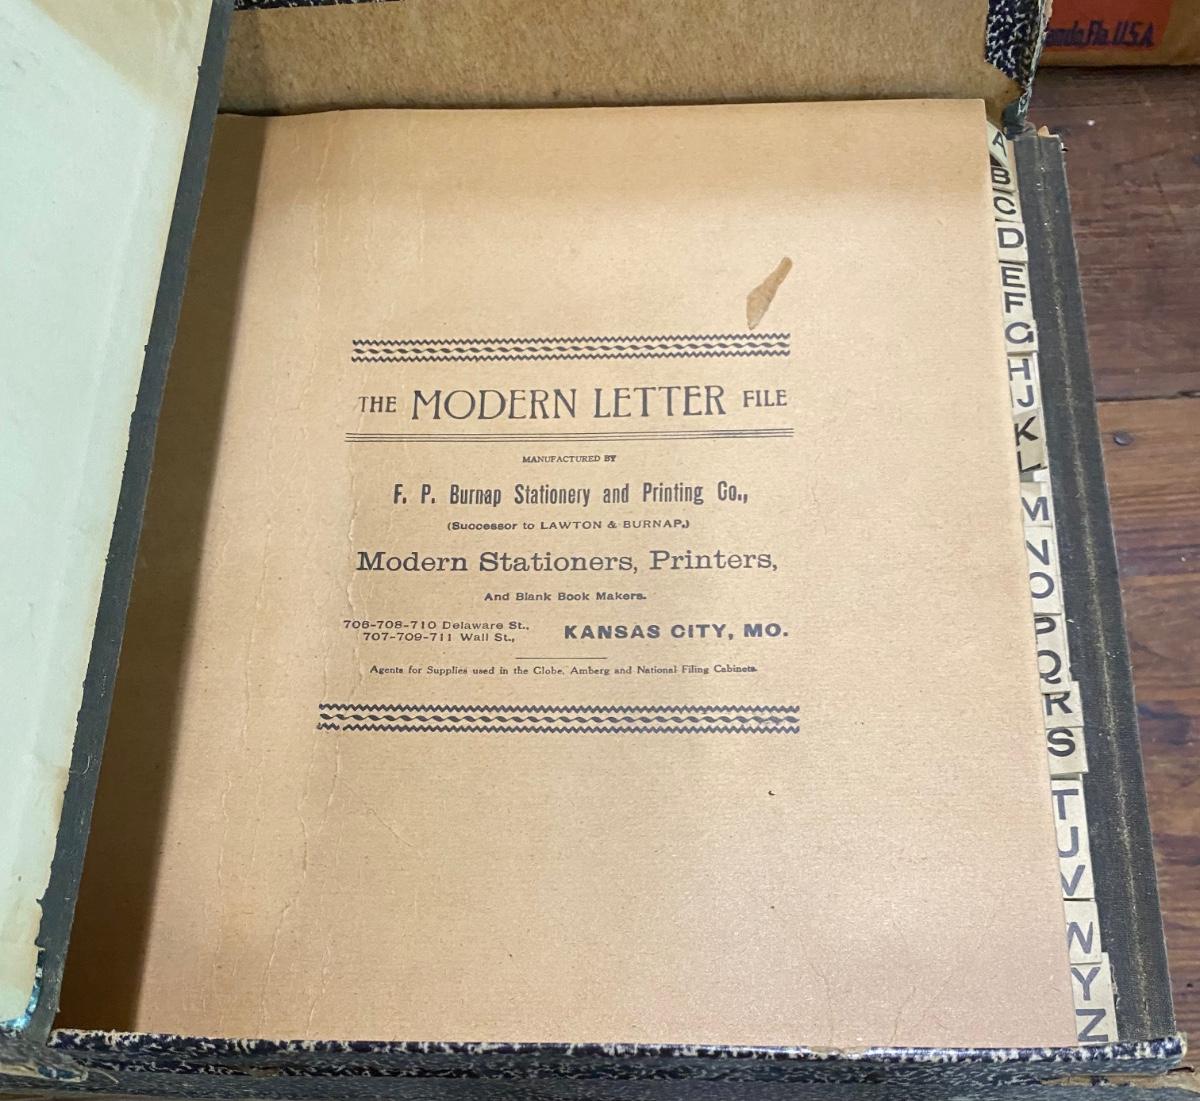 THE MODERN LETTER FILE
MANUFACTURED BY
F. P. Burnap Stationery and Printing Co.,
(Successor to LAWTON & BURNAP,)
Modern Stationers, Printers,
And Blank Book Makers.
706-708-710 Delaware St.,
707-709-711 Wall St.,
KANSAS CITY, MO.
Agents for Supplies used in the Globe, Amberg and National Filing Cabinets.
A
B
C
D
E
F
G
H
J
K
L
M
N
O
P
Q
R
S
T
U
V
W
Y
Z
Fla. U.S.A.